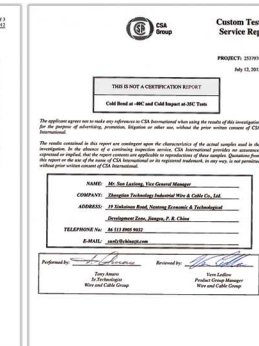 CSA
Group
Custom Test
Service Rep
PROJECT: 253793
July 12, 201
THIS IS NOT A CERTIFICATION REPORT
Cold Bend at -40C and Cold Impact at -35C Tests
The applicant agrees not to make any references to CSA International when using the results of this investigation
for the purpose of advertising, promotion, litigation or other use, without the prior written consent of CSA
International.
The results contained in this report are contingent upon the characteristics of the actual samples used in the
investigation. In the absence of a continuing inspection service, CSA International provides no assurance
expressed or implied, that the report contents are applicable to reproductions of these samples. Quotations from
this report or the use of the name of CSA International or its registered trademark, in any way, is not permitted
without prior written consent of CSA International.
NAME: Mr. Sun Luzheng, Vice General Manager
COMPANY: Zhongtian Technology Industrial Wire & Cable Co., Ltd.
ADDRESS: 19 Xinkainan Road, Nantong Economic & Technological
Development Zone, Jiangsu, P. R. China
TELEPHONE No: 86 513 8905 9032
E-MAIL:
Performed by:
Reviewed by:
Tony Amaro
Sr Technologist
Wire and Cable Group
Vern Ledlow
Product Group Manager
Wire and Cable Group